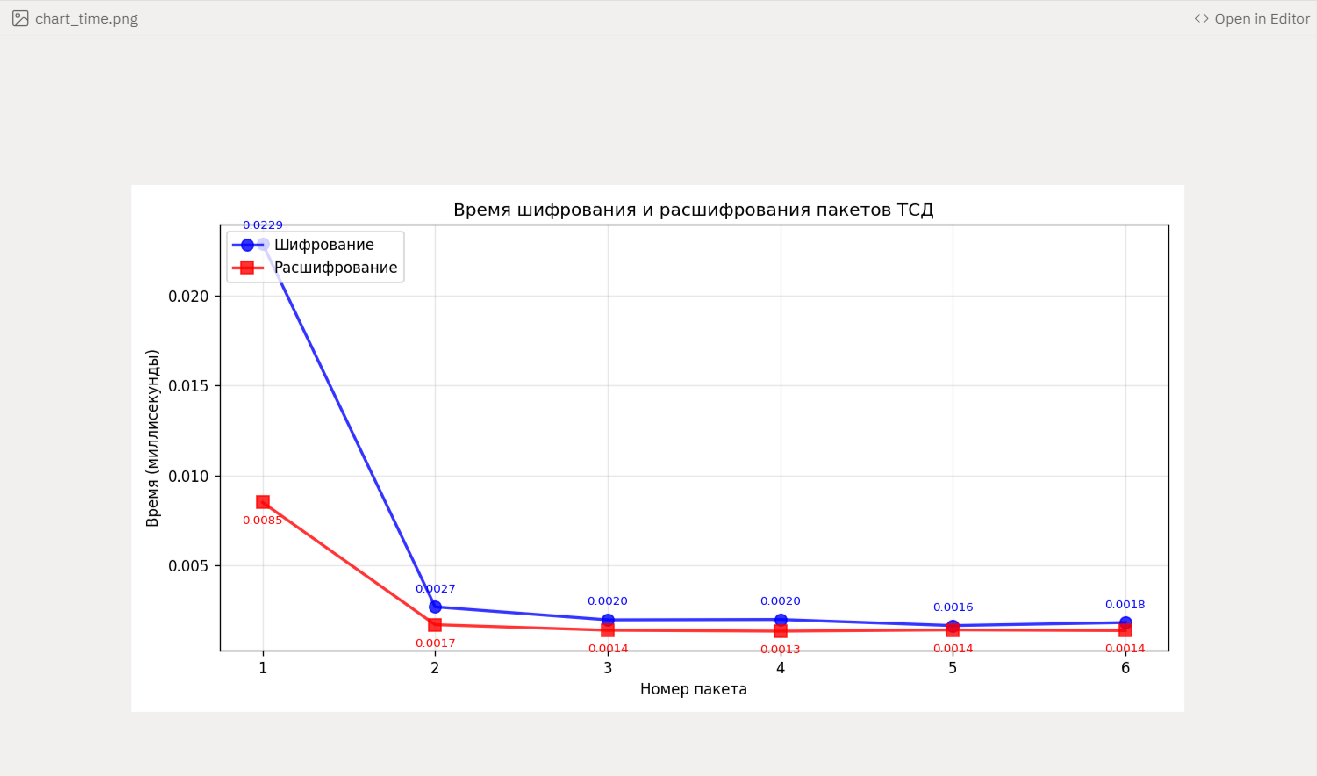 chart_time.png
Open in Editor
Время шифрования и расшифрования пакетов ТСД
0.0229
Шифрование
Расшифрование
0.020
0.015
0.010
0.005
Время (миллисекунды)
0.0085
0.0027
0.0020
0.0020
0.0016
0.0018
0.0017
0.0014
0.0013
0.0014
0.0014
1 2 3 4 5 6
Номер пакета